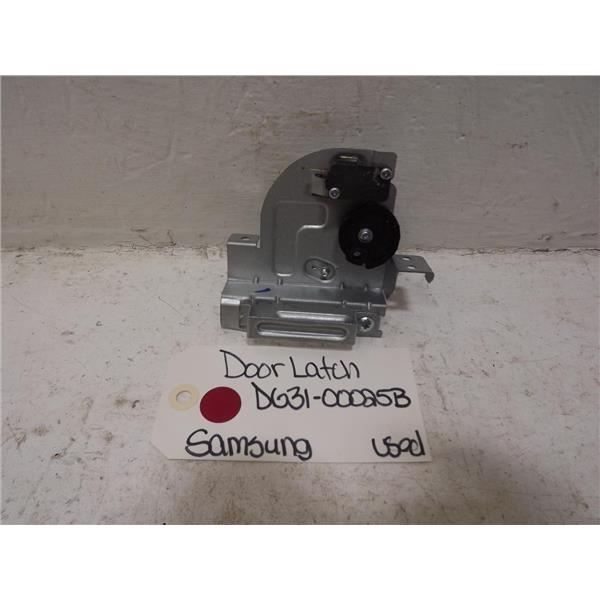 Door Latch
DG31-00025B
Samsung used